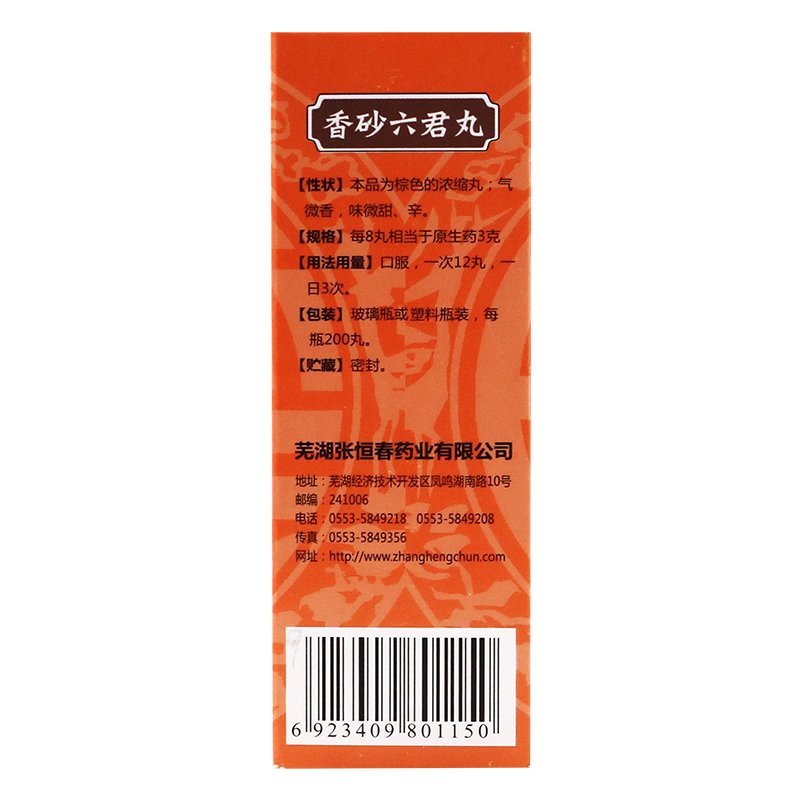 香砂六君丸
【性状】本品为棕色的浓缩丸；气
微香，味微甜、辛。
【规格】每8丸相当于原生药3克
【用法用量】口服，一次12丸，一
日3次。
【包装】玻璃瓶或塑料瓶装，每
瓶200丸。
【贮藏】密封。
芜湖张恒春药业有限公司
地址：芜湖经济技术开发区凤鸣湖南路10号
邮编：241006
电话：0553-5849218 0553-5849208
传真：0553-5849356
网址：http://www.zhanghengchun.com
6 923409 801150